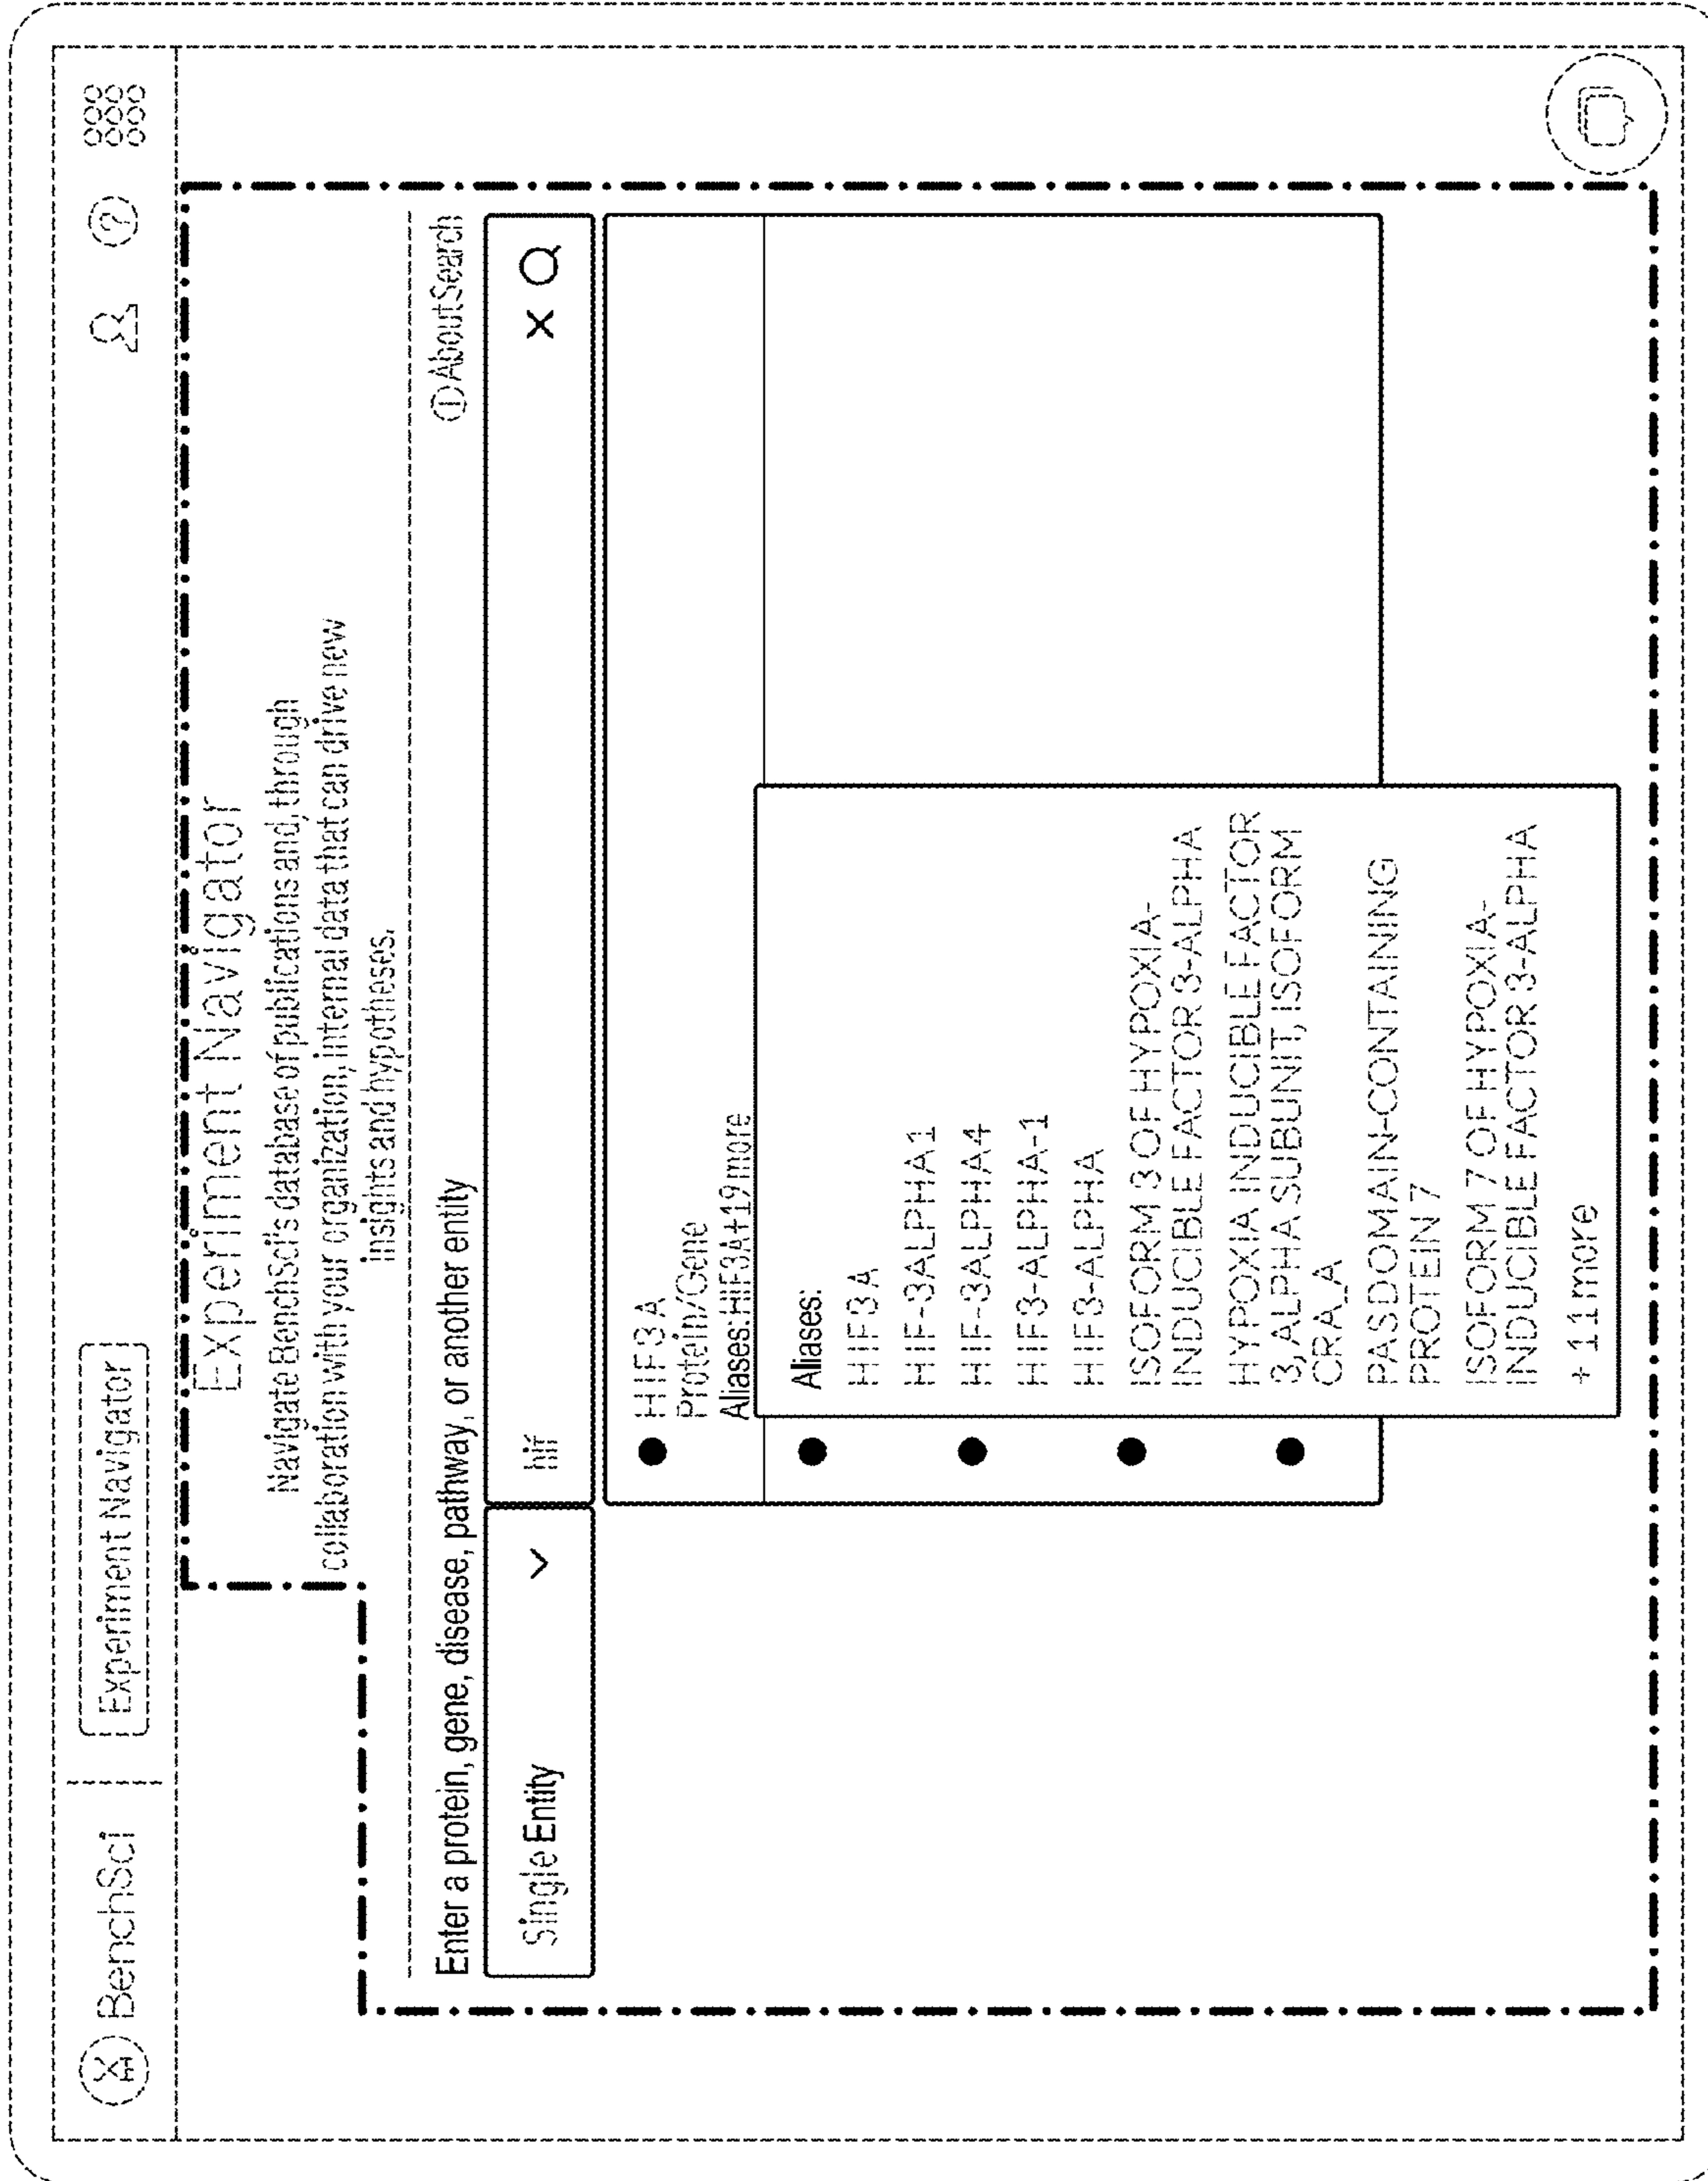 BenchSci
Experiment Navigator
Experiment Navigator
Navigate BenchSci's database of publications and, through
collaboration with your organization, internal data that can drive new
insights and hypotheses.
Enter a protein, gene, disease, pathway, or another entity
About Search
Single Entity
hif
HIF3A
Protein/Gene
Aliases: HIF3A+19 more
Aliases:
HIF3A
HIF-3ALPHA1
HIF-3ALPHA4
HIF3-ALPHA-1
HIF3-ALPHA
ISOFORM 3 OF HYPOXIA-
INDUCIBLE FACTOR 3-ALPHA
HYPOXIA INDUCIBLE FACTOR
3, ALPHA SUBUNIT, ISOFORM
CRA_A
PASDOMAIN-CONTAINING
PROTEIN 7
ISOFORM 7 OF HYPOXIA-
INDUCIBLE FACTOR 3-ALPHA
+ 11 more